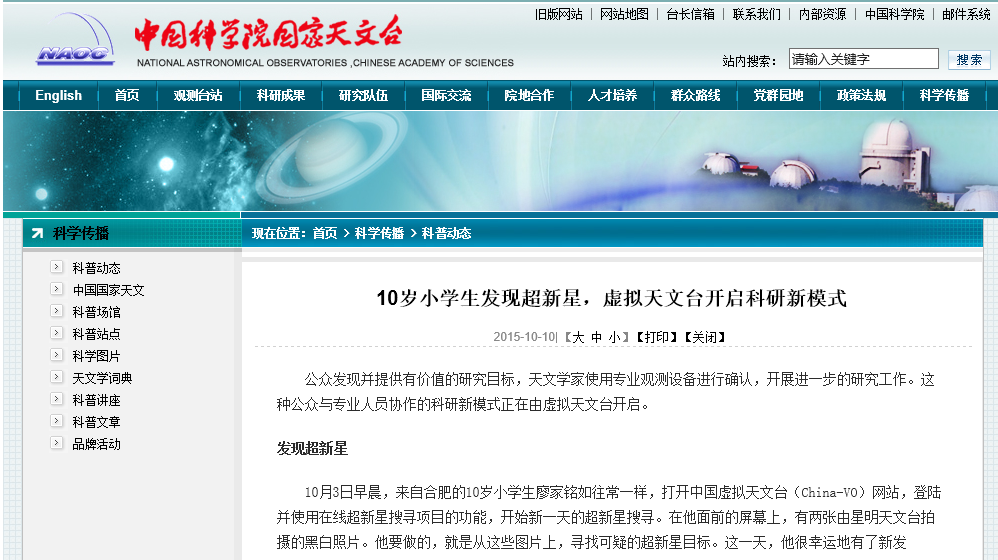 旧版网站 | 网站地图 | 台长信箱 | 联系我们 | 内部资源 | 中国科学院 | 邮件系统
NAOC
中国科学院国家天文台
NATIONAL ASTRONOMICAL OBSERVATORIES ,CHINESE ACADEMY OF SCIENCES
站内搜索： 请输入关键字 搜索
English 首页 观测台站 科研成果 研究队伍 国际交流 院地合作 人才培养 群众路线 党群园地 政策法规 科学传播
科学传播
科普动态
中国国家天文
科普场馆
科普站点
科学图片
天文学词典
科普讲座
科普文章
品牌活动
现在位置：首页 > 科学传播 > 科普动态
10岁小学生发现超新星，虚拟天文台开启科研新模式
2015-10-10| 【大 中 小】【打印】【关闭】
公众发现并提供有价值的研究目标，天文学家使用专业观测设备进行确认，开展进一步的研究工作。这
种公众与专业人员协作的科研新模式正在由虚拟天文台开启。
发现超新星
10月3日早晨，来自合肥的10岁小学生廖家铭如往常一样，打开中国虚拟天文台（China-VO）网站，登陆
并使用在线超新星搜寻项目的功能，开始新一天的超新星搜寻。在他面前的屏幕上，有两张由星明天文台拍
摄的黑白照片。他要做的，就是从这些图片上，寻找可疑的超新星目标。这一天，他很幸运地有了新发